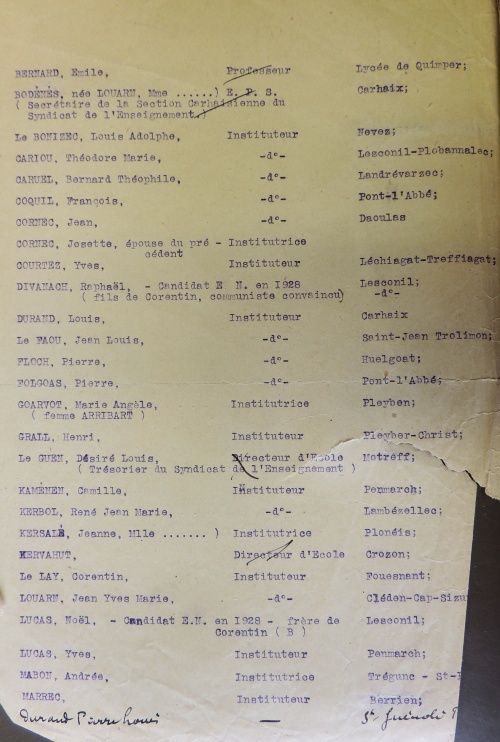 BERNARD, Emile, Professeur Lycée de Quimper;
BODÉNÈS, née LOUARN, Mme ......) E. P. S. Carhaix;
( Secrétaire de la Section Carhaisienne du
Syndicat de l'Enseignement.)
Le BONIZEC, Louis Adolphe, Instituteur Nevez;
CARIOU, Théodore Marie, -d°- Lesconil-Plobannalec;
CARUEL, Bernard Théophile, -d°- Landrévarzec;
COQUIL, François, -d°- Pont-l'Abbé;
CORNEC, Jean, -d°- Daoulas
CORNEC, Josette, épouse du pré - Institutrice
cédent
COURTEZ, Yves, Instituteur Léchiagat-Treffiagat;
DIVANACH, Raphaël, - Candidat E N. en I928 Lesconil;
( fils de Corentin, communiste convaincu) -d°-
DURAND, Louis, Instituteur Carhaix
Le FAOU, Jean Louis, -d°- Saint-Jean Trolimon;
FLOCH, Pierre, -d°- Huelgoat;
FOLGOAS, Pierre, -d°- Pont-l'Abbé;
GOARVOT, Marie Angèle, Institutrice Pleyben;
( femme ARRIBART )
GRALL, Henri, Instituteur Pleyber-Christ;
Le GUEN, Désiré Louis, Directeur d'Ecole Motreff;
( Trésorier du Syndicat de l'Enseignement )
KAMÉNEN, Camille, Instituteur Penmarch;
KERBOL, René Jean Marie, -d°- Lambézellec;
KERSALÉ, Jeanne, Mlle ....... ) Institutrice Plonéis;
KERVAHUT, Directeur d'Ecole Crozon;
Le LAY, Corentin, Instituteur Fouesnant;
LOUARN, Jean Yves Marie, -d°- Cléden-Cap-Sizu
LUCAS, Noël, - Candidat E.N. en I928 - frère de Lesconil;
Corentin ( B )
LUCAS, Yves, Instituteur Penmarch;
MABON, Andrée, Institutrice Trégunc - St-
MARREC, Instituteur Berrien;
Durand Pierre Louis — St Guénolé P